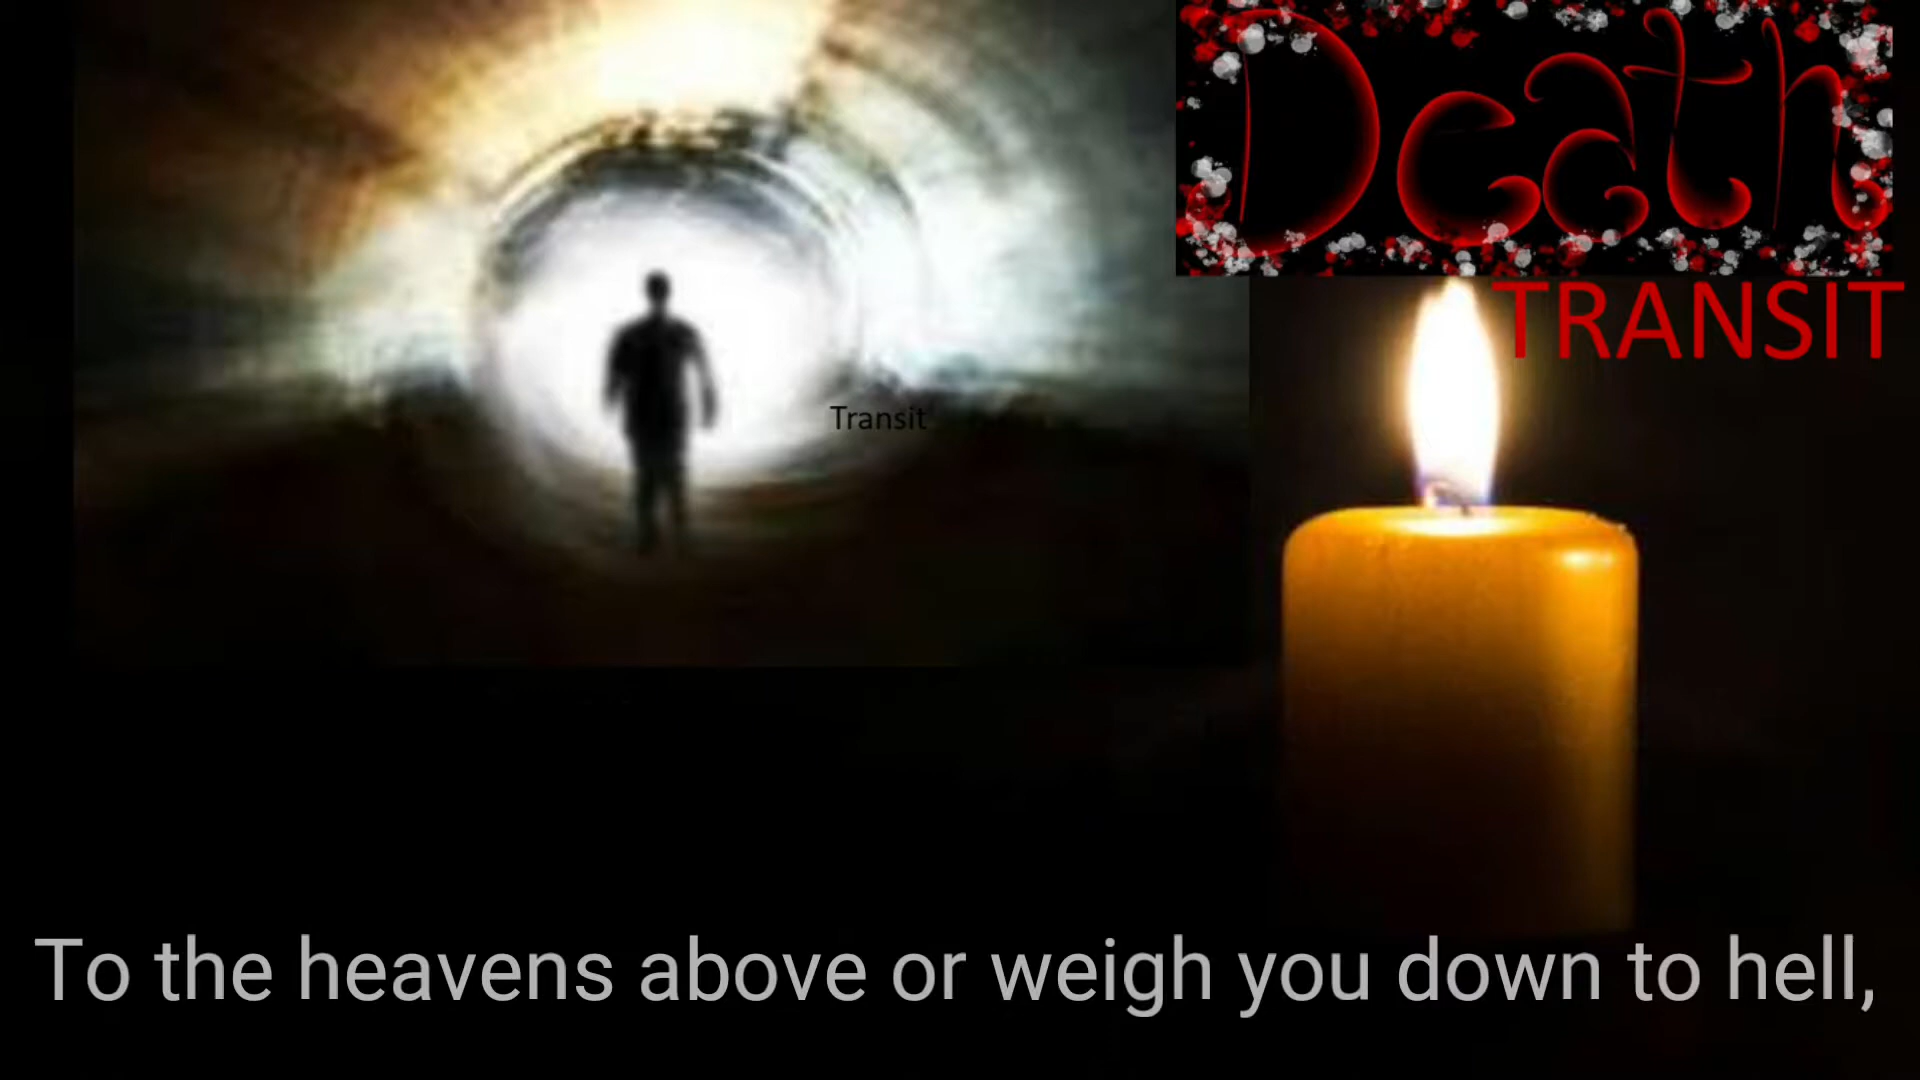 Death
TRANSIT
Transit
To the heavens above or weigh you down to hell,